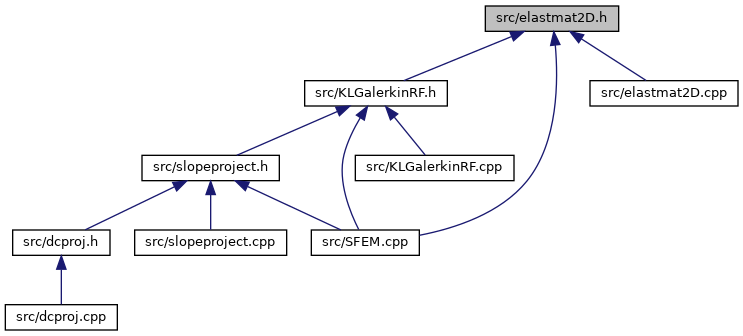 src/elastmat2D.h
src/KLGalerkinRF.h
src/elastmat2D.cpp
src/slopeproject.h
src/KLGalerkinRF.cpp
src/dcproj.h
src/slopeproject.cpp
src/SFEM.cpp
src/dcproj.cpp